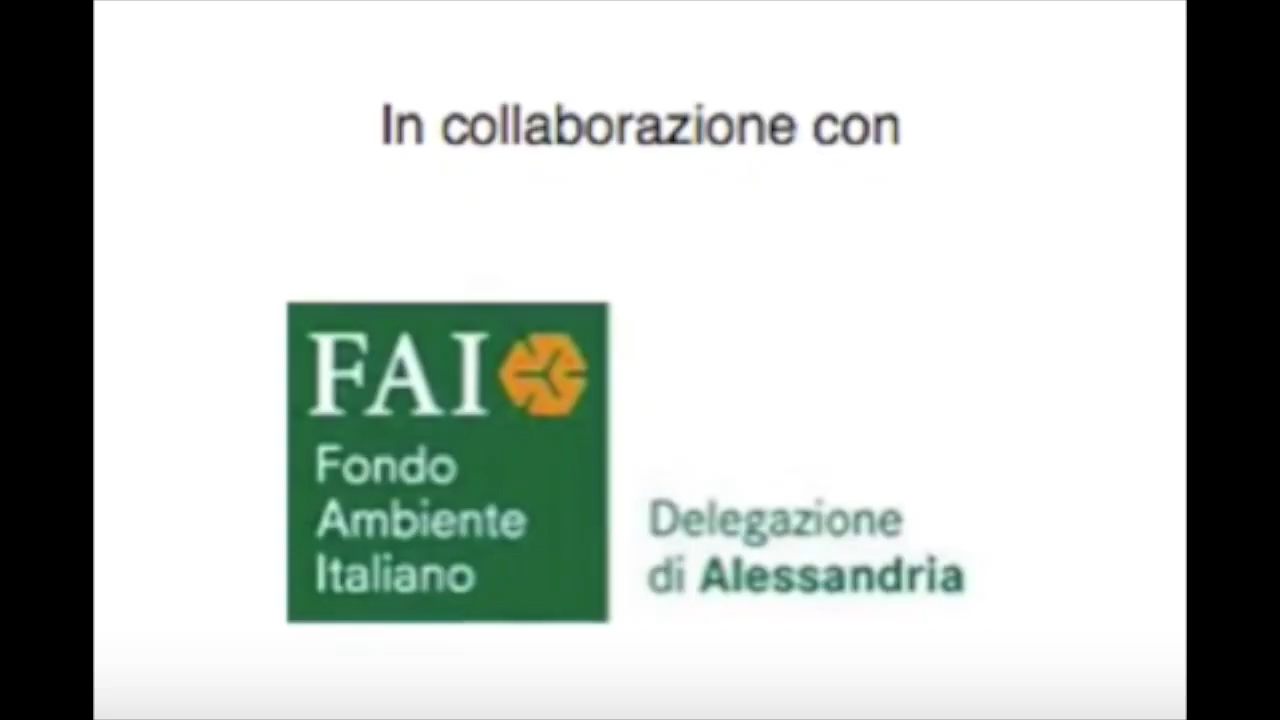 In collaborazione con
FAI
Fondo
Ambiente
Italiano
Delegazione
di Alessandria